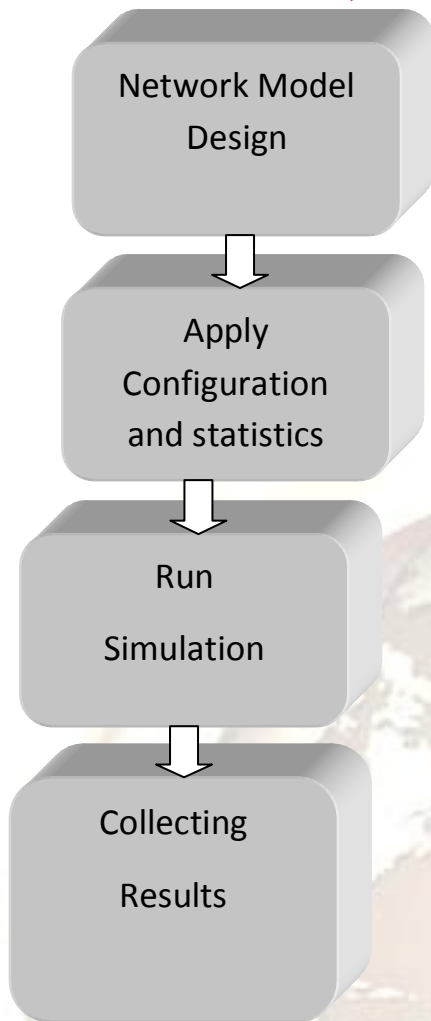 Network Model
Design
Apply
Configuration
and statistics
Run
Simulation
Collecting
Results